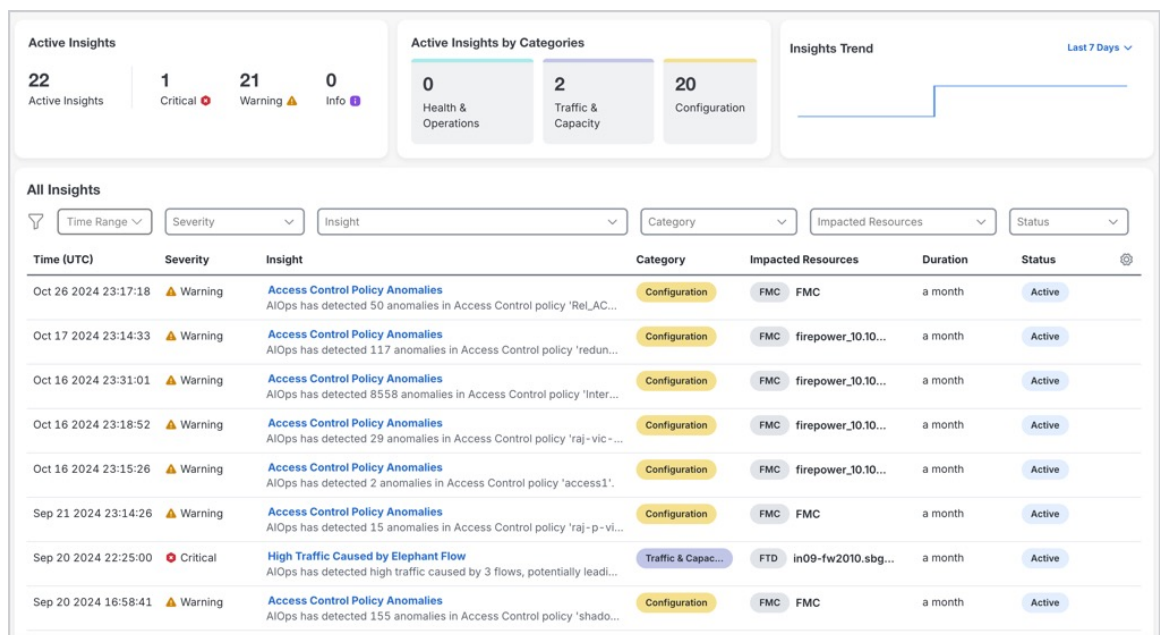 Active Insights
22
Active Insights
1
Critical
21
Warning
0
Info
Active Insights by Categories
0
Health &
Operations
2
Traffic &
Capacity
20
Configuration
Insights Trend
Last 7 Days
All Insights
Time Range
Severity
Insight
Category
Impacted Resources
Status
Time (UTC) Severity Insight Category Impacted Resources Duration Status
Oct 26 2024 23:17:18 Warning Access Control Policy Anomalies Configuration FMC FMC a month Active
AIOps has detected 50 anomalies in Access Control policy 'Rel_AC...
Oct 17 2024 23:14:33 Warning Access Control Policy Anomalies Configuration FMC firepower_10.10... a month Active
AIOps has detected 117 anomalies in Access Control policy 'redun...
Oct 16 2024 23:31:01 Warning Access Control Policy Anomalies Configuration FMC firepower_10.10... a month Active
AIOps has detected 8558 anomalies in Access Control policy 'Inter...
Oct 16 2024 23:18:52 Warning Access Control Policy Anomalies Configuration FMC firepower_10.10... a month Active
AIOps has detected 29 anomalies in Access Control policy 'raj-vic-...
Oct 16 2024 23:15:26 Warning Access Control Policy Anomalies Configuration FMC firepower_10.10... a month Active
AIOps has detected 2 anomalies in Access Control policy 'access1'.
Sep 21 2024 23:14:26 Warning Access Control Policy Anomalies Configuration FMC FMC a month Active
AIOps has detected 15 anomalies in Access Control policy 'raj-p-vi...
Sep 20 2024 22:25:00 Critical High Traffic Caused by Elephant Flow Traffic & Capac... FTD in09-fw2010.sbg... a month Active
AIOps has detected high traffic caused by 3 flows, potentially leadi...
Sep 20 2024 16:58:41 Warning Access Control Policy Anomalies Configuration FMC FMC a month Active
AIOps has detected 155 anomalies in Access Control policy 'shado...